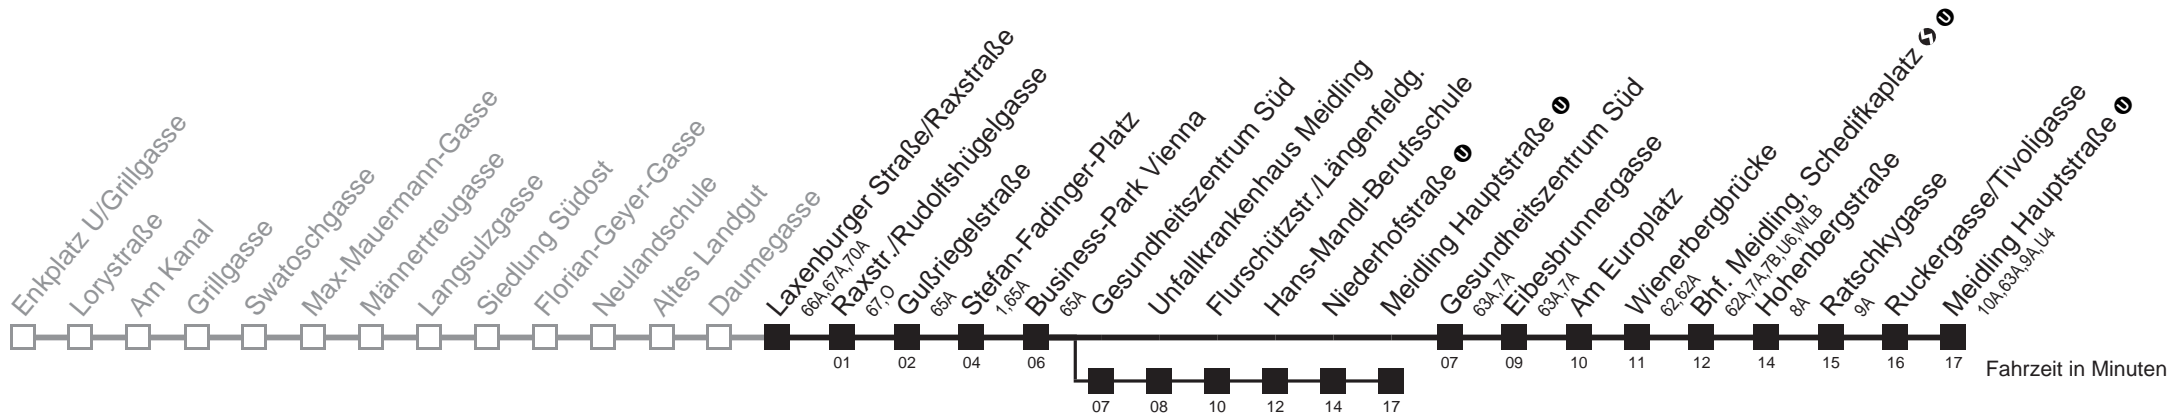 Enkplatz U/Grillgasse
Lorystraße
Am Kanal
Grillgasse
Swatoschgasse
Max-Mauermann-Gasse
Männertreugasse
Langsulzgasse
Siedlung Südost
Florian-Geyer-Gasse
Neulandschule
Altes Landgut
Daumegasse
Laxenburger Straße/Raxstraße
66A,67A,70A
Raxstr./Rudolfshügelgasse
67,O
Gußriegelstraße
65A
Stefan-Fadinger-Platz
1,65A
Business-Park Vienna
65A
Gesundheitszentrum Süd
Unfallkrankenhaus Meidling
Flurschützstr./Längenfeldg.
Hans-Mandl-Berufsschule
Niederhofstraße U
Meidling Hauptstraße U
Gesundheitszentrum Süd
63A,7A
Eibesbrunnergasse
63A,7A
Am Europlatz
Wienerbergbrücke
62,62A
Bhf. Meidling, Schedifkaplatz S U
62A,7A,7B,U6,WLB
Hohenbergstraße
8A
Ratschkygasse
9A
Ruckergasse/Tivoligasse
Meidling Hauptstraße U
10A,63A,9A,U4
01 02 04 06 07 09 10 11 12 14 15 16 17
Fahrzeit in Minuten
07 08 10 12 14 17